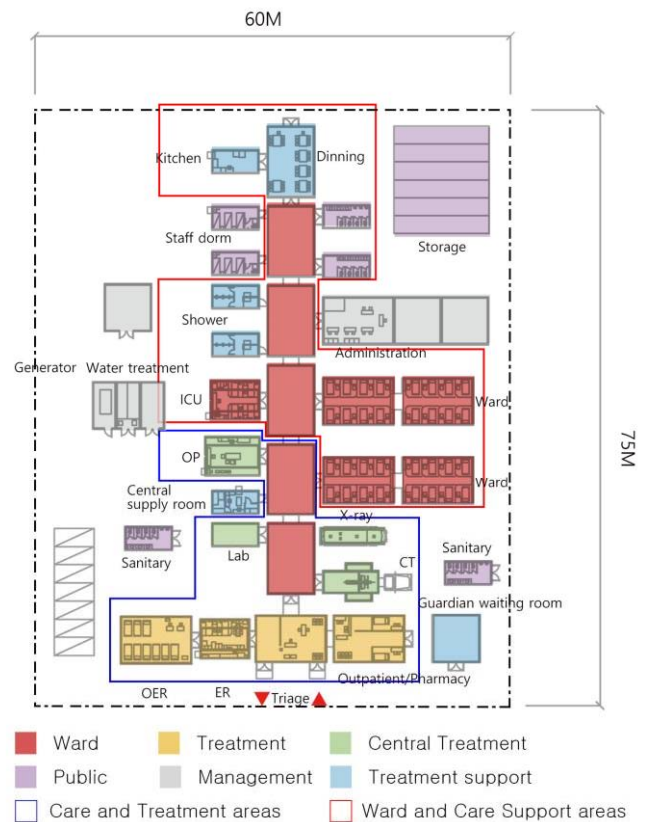 60M
Kitchen
Dinning
Staff dorm
Storage
Shower
Administration
Generator
Water treatment
ICU
Ward
75M
OP
Central
supply room
Ward
X-ray
Lab
Sanitary
CT
Sanitary
Guardian waiting room
Outpatient/Pharmacy
OER
ER
Triage
Ward
Treatment
Central Treatment
Public
Management
Treatment support
Care and Treatment areas
Ward and Care Support areas